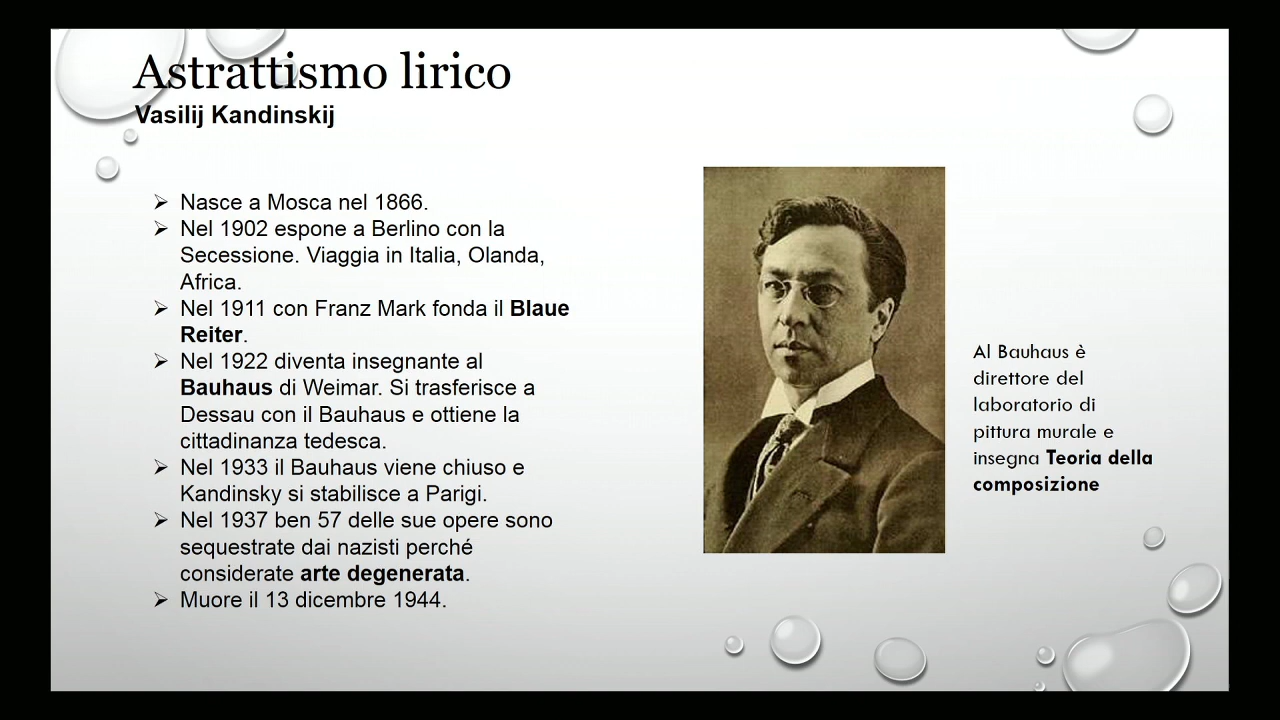 Astrattismo lirico
Vasilij Kandinskij
Nasce a Mosca nel 1866.
Nel 1902 espone a Berlino con la
Secessione. Viaggia in Italia, Olanda,
Africa.
Nel 1911 con Franz Mark fonda il Blaue
Reiter.
Nel 1922 diventa insegnante al
Bauhaus di Weimar. Si trasferisce a
Dessau con il Bauhaus e ottiene la
cittadinanza tedesca.
Nel 1933 il Bauhaus viene chiuso e
Kandinsky si stabilisce a Parigi.
Nel 1937 ben 57 delle sue opere sono
sequestrate dai nazisti perché
considerate arte degenerata.
Muore il 13 dicembre 1944.
Al Bauhaus è
direttore del
laboratorio di
pittura murale e
insegna Teoria della
composizione